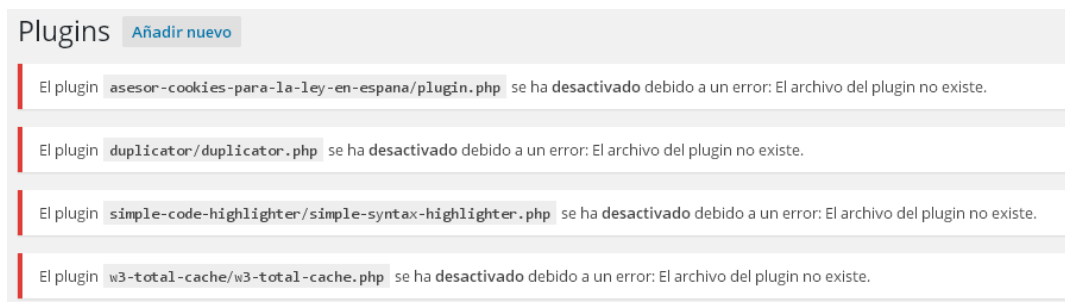 Plugins Añadir nuevo
El plugin asesor-cookies-para-la-ley-en-espana/plugin.php se ha desactivado debido a un error: El archivo del plugin no existe.
El plugin duplicator/duplicator.php se ha desactivado debido a un error: El archivo del plugin no existe.
El plugin simple-code-highlighter/simple-syntax-highlighter.php se ha desactivado debido a un error: El archivo del plugin no existe.
El plugin w3-total-cache/w3-total-cache.php se ha desactivado debido a un error: El archivo del plugin no existe.